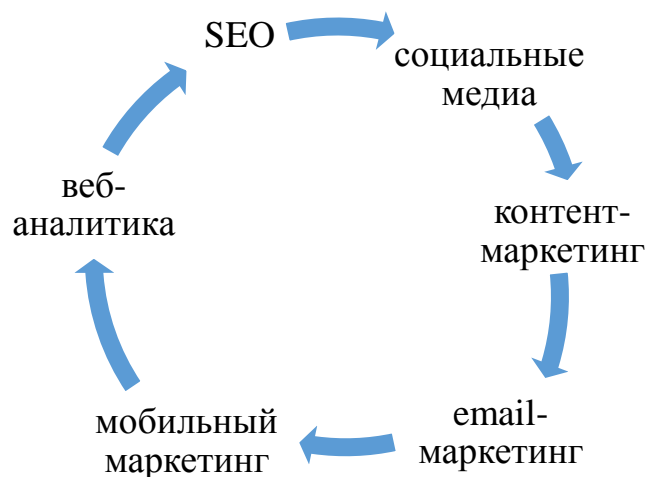 SEO
социальные
медиа
контент-
маркетинг
email-
маркетинг
мобильный
маркетинг
веб-
аналитика